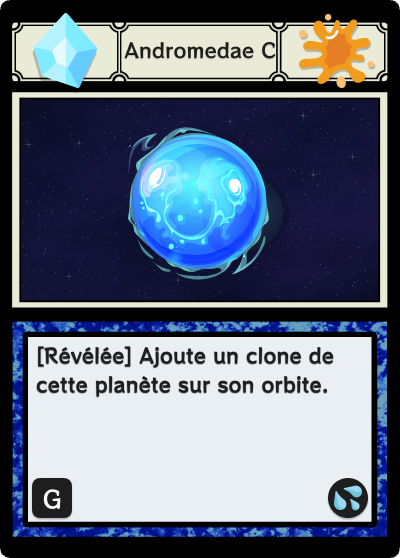 Andromedae C
[Révélée] Ajoute un clone de
cette planète sur son orbite.
G